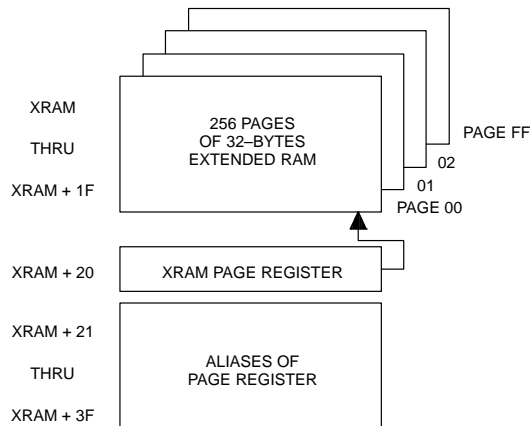 XRAM
THRU
XRAM + 1F
256 PAGES
OF 32–BYTES
EXTENDED RAM
PAGE FF
02
01
PAGE 00
XRAM + 20
XRAM PAGE REGISTER
XRAM + 21
THRU
XRAM + 3F
ALIASES OF
PAGE REGISTER